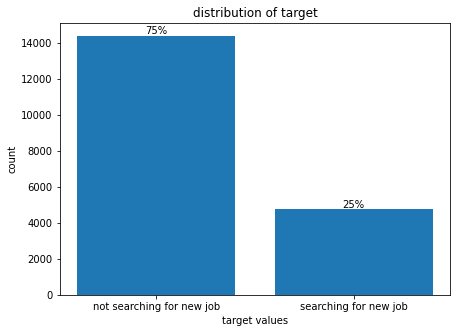 distribution of target
75%
25%
14000
12000
10000
8000
6000
4000
2000
0
count
not searching for new job
searching for new job
target values